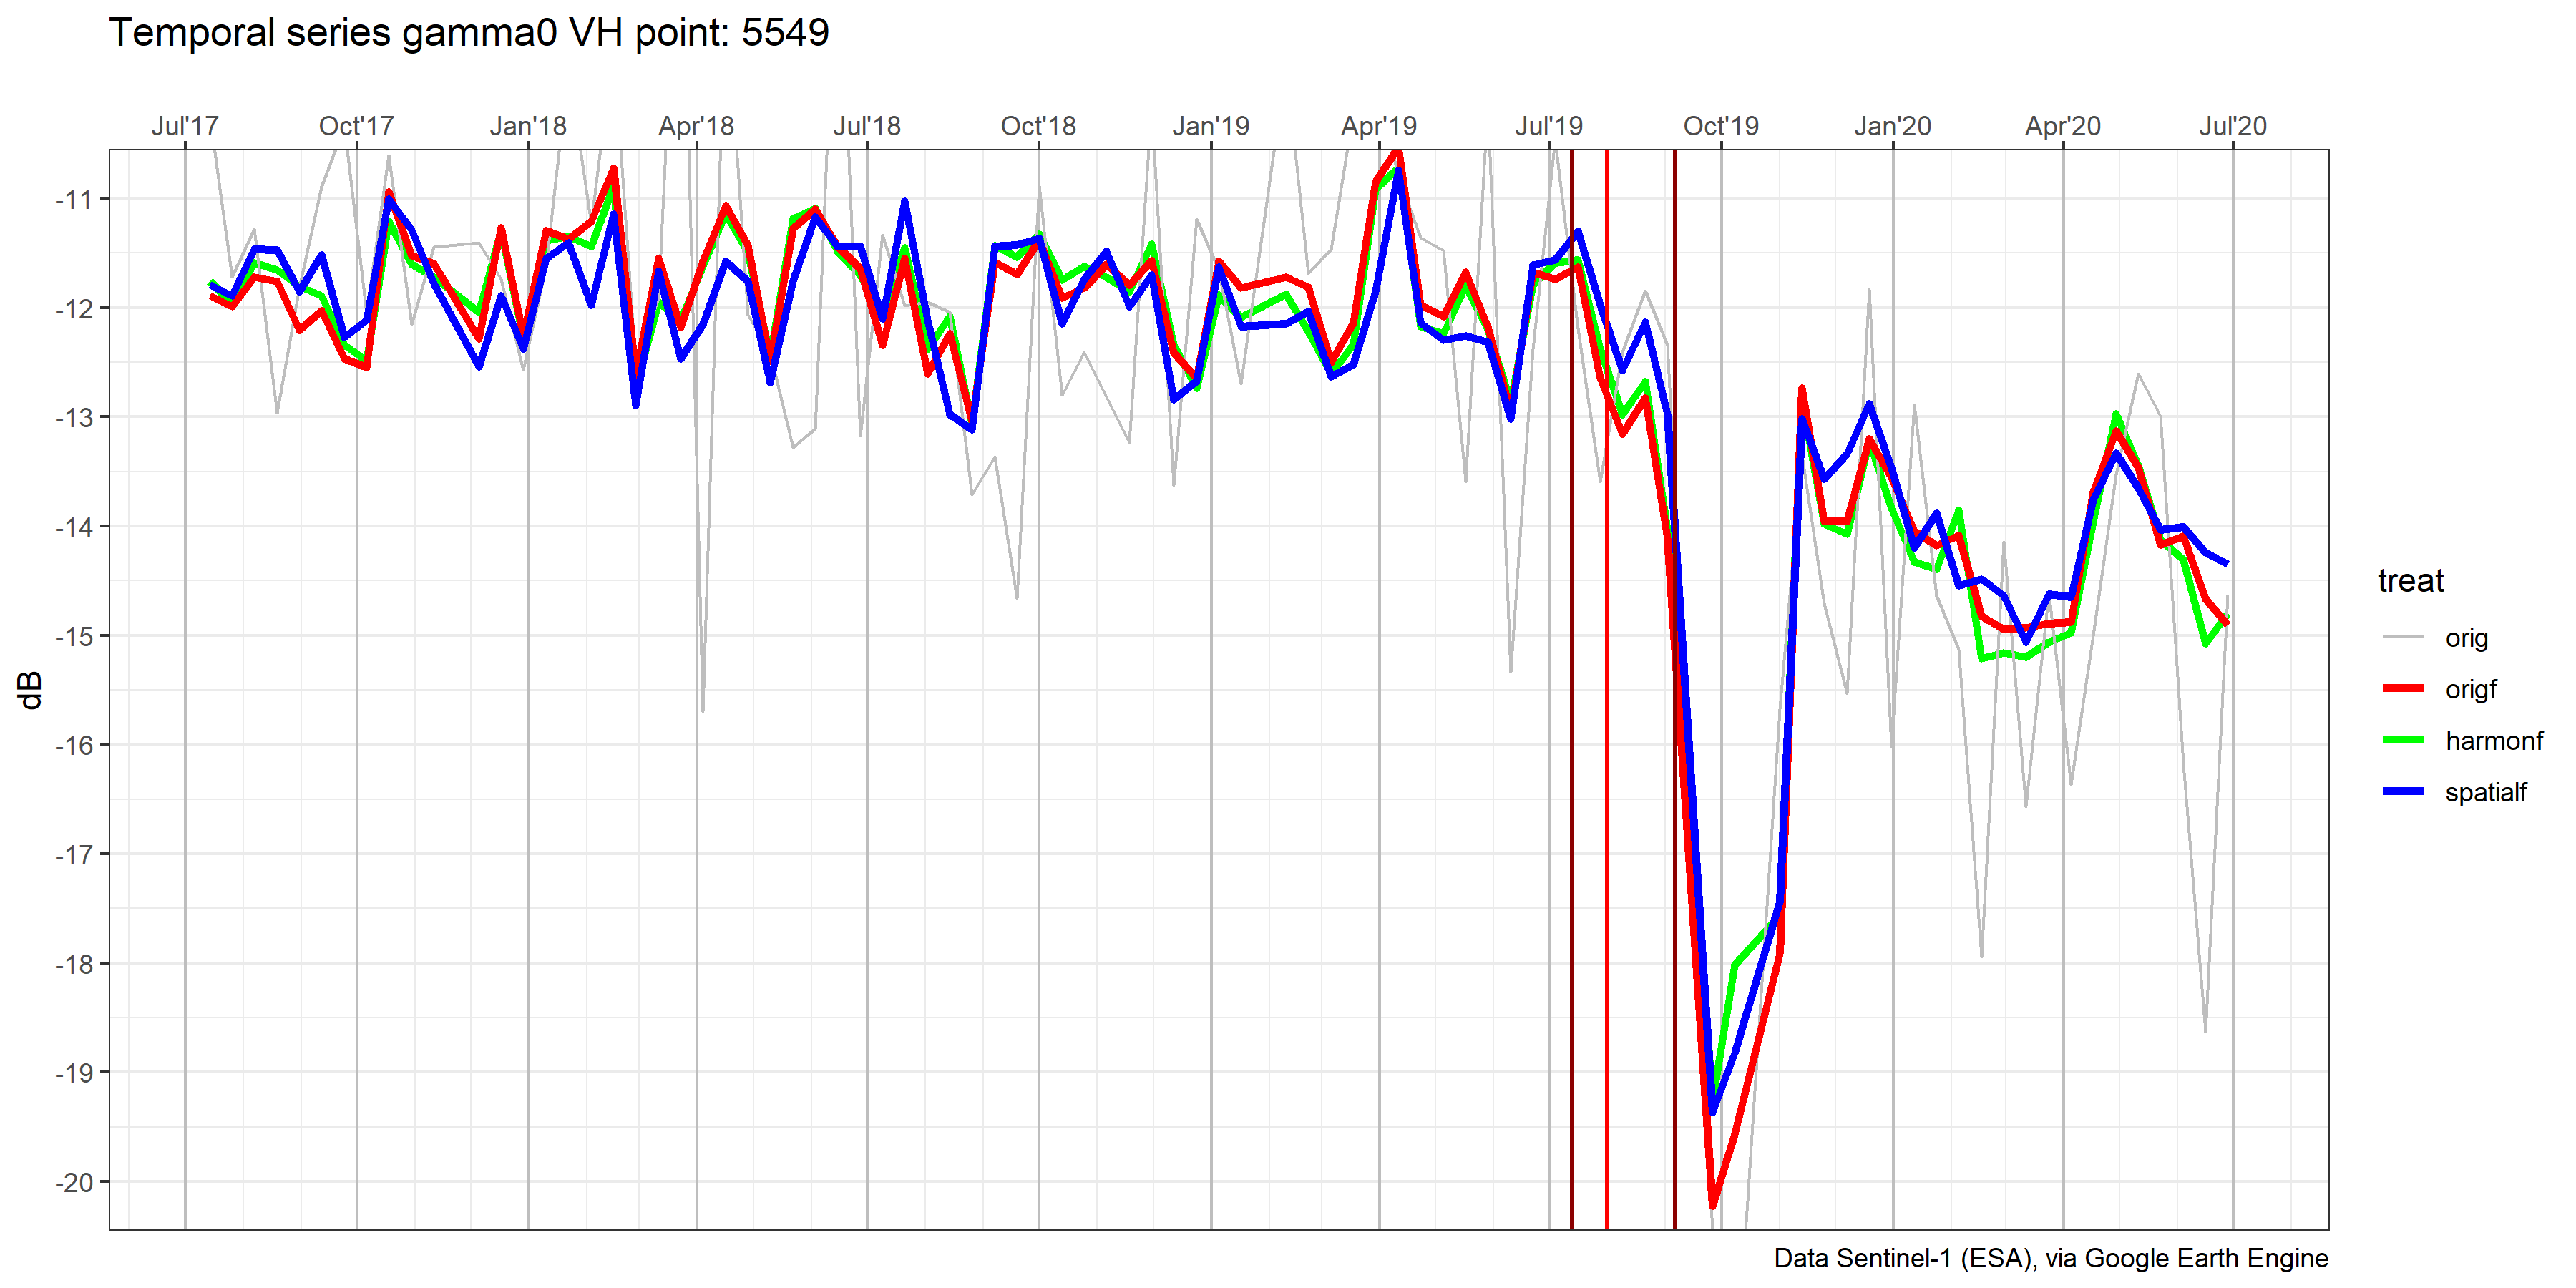 Temporal series gamma0 VH point: 5549
Jul'17 Oct'17 Jan'18 Apr'18 Jul'18 Oct'18 Jan'19 Apr'19 Jul'19 Oct'19 Jan'20 Apr'20 Jul'20
-11
-12
-13
-14
-15
-16
-17
-18
-19
-20
dB
treat
orig
origf
harmonf
spatialf
Data Sentinel-1 (ESA), via Google Earth Engine